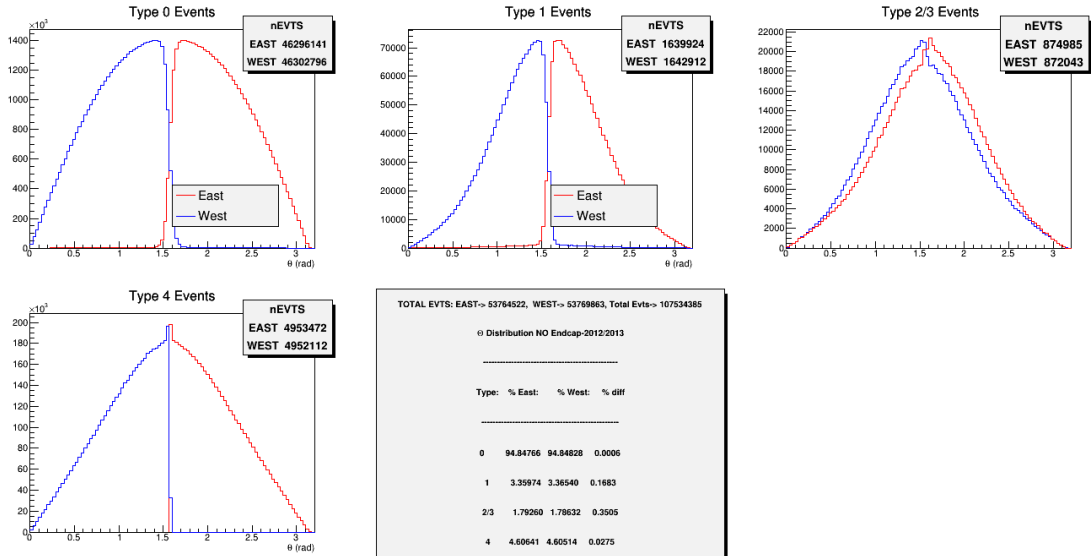 Type 0 Events
×10³
nEVTS
EAST 46296141
WEST 46302796
1400
1200
1000
800
600
400
200
0
East
West
0 0.5 1 1.5 2 2.5 3
θ (rad)
Type 1 Events
nEVTS
EAST 1639924
WEST 1642912
70000
60000
50000
40000
30000
20000
10000
0
East
West
0 0.5 1 1.5 2 2.5 3
θ (rad)
Type 2/3 Events
nEVTS
EAST 874985
WEST 872043
22000
20000
18000
16000
14000
12000
10000
8000
6000
4000
2000
0
0 0.5 1 1.5 2 2.5 3
θ (rad)
Type 4 Events
×10³
nEVTS
EAST 4953472
WEST 4952112
200
180
160
140
120
100
80
60
40
20
0
0 0.5 1 1.5 2 2.5 3
θ (rad)
TOTAL EVTS: EAST-> 53764522, WEST-> 53769863, Total Evts-> 107534385
Θ Distribution NO Endcap-2012/2013
------------------------------------------------------
Type: % East: % West: % diff
------------------------------------------------------
0 94.84766 94.84828 0.0006
1 3.35974 3.36540 0.1683
2/3 1.79260 1.78632 0.3505
4 4.60641 4.60514 0.0275